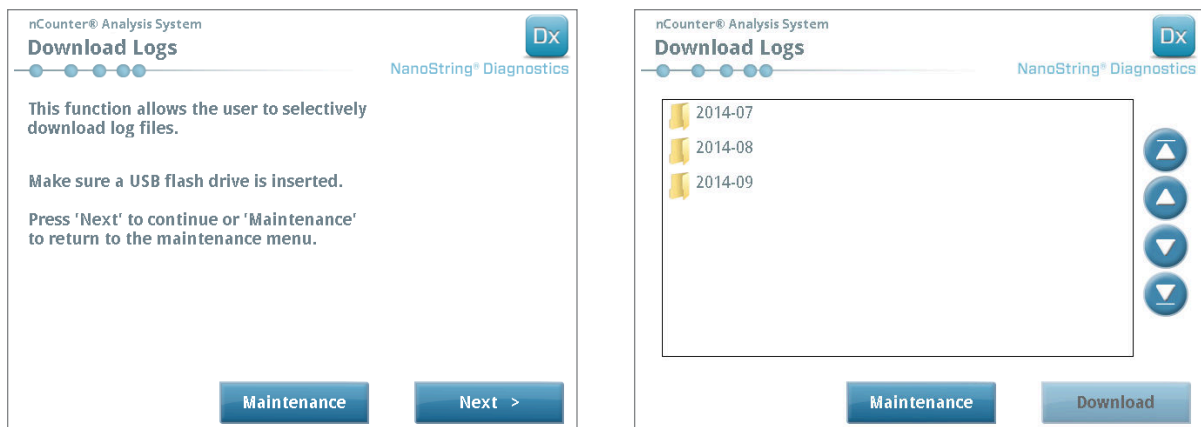 nCounter® Analysis System
Download Logs
Dx
NanoString® Diagnostics
This function allows the user to selectively
download log files.
Make sure a USB flash drive is inserted.
Press 'Next' to continue or 'Maintenance'
to return to the maintenance menu.
Maintenance
Next >
nCounter® Analysis System
Download Logs
Dx
NanoString® Diagnostics
2014-07
2014-08
2014-09
Maintenance
Download